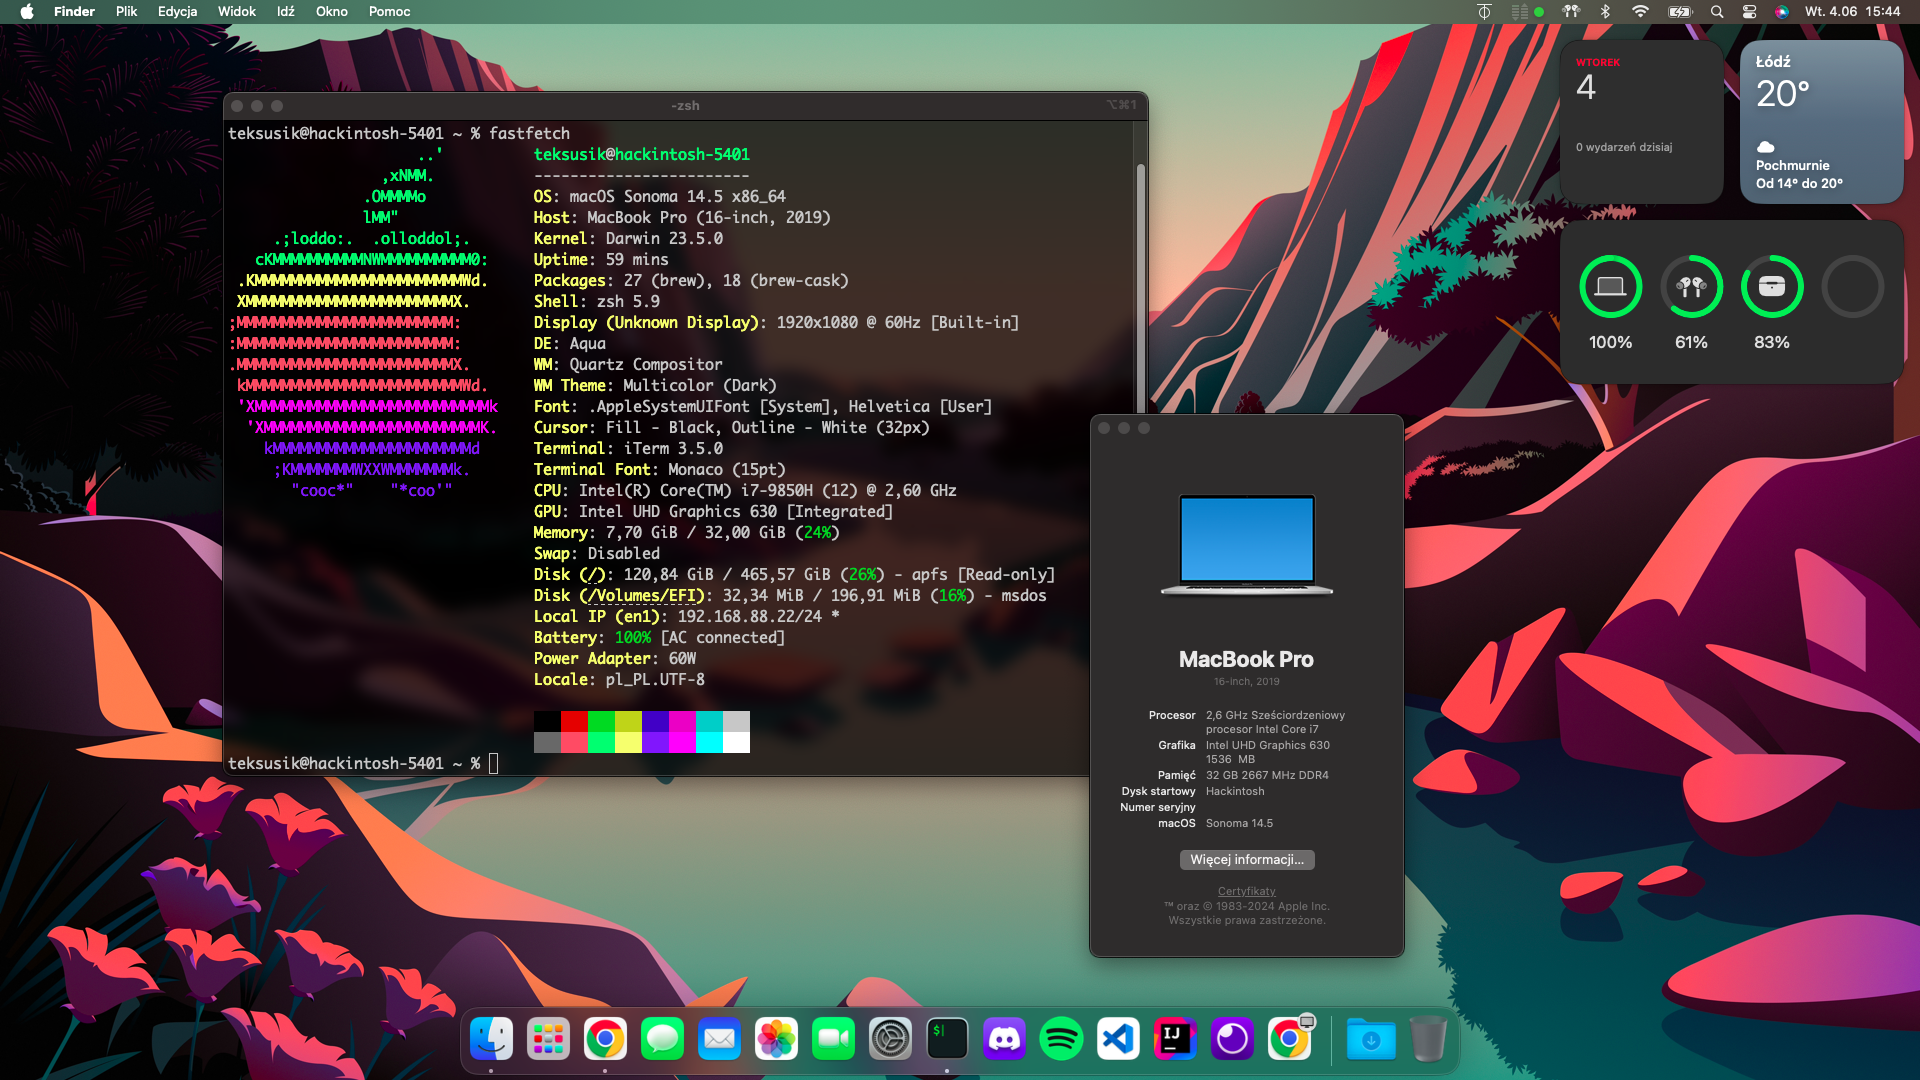 Finder Plik Edycja Widok Idź Okno Pomoc
Wt. 4.06 15:44
-zsh
⌥⌘1
teksusik@hackintosh-5401 ~ % fastfetch
..'
,xNMM.
.OMMMMo
lMM"
.;loddo:. .olloddol;.
cKMMMMMMMMMMNWMMMMMMMMMM0:
.KMMMMMMMMMMMMMMMMMMMMMMMWd.
XMMMMMMMMMMMMMMMMMMMMMMMX.
;MMMMMMMMMMMMMMMMMMMMMMMM:
:MMMMMMMMMMMMMMMMMMMMMMMM:
.MMMMMMMMMMMMMMMMMMMMMMMMX.
kMMMMMMMMMMMMMMMMMMMMMMMMWd.
'XMMMMMMMMMMMMMMMMMMMMMMMMMMk
'XMMMMMMMMMMMMMMMMMMMMMMMMK.
kMMMMMMMMMMMMMMMMMMMMMMd
;KMMMMMMMWXXWMMMMMMMk.
"cooc*" "*coo'"
teksusik@hackintosh-5401
------------------------
OS: macOS Sonoma 14.5 x86_64
Host: MacBook Pro (16-inch, 2019)
Kernel: Darwin 23.5.0
Uptime: 59 mins
Packages: 27 (brew), 18 (brew-cask)
Shell: zsh 5.9
Display (Unknown Display): 1920x1080 @ 60Hz [Built-in]
DE: Aqua
WM: Quartz Compositor
WM Theme: Multicolor (Dark)
Font: .AppleSystemUIFont [System], Helvetica [User]
Cursor: Fill - Black, Outline - White (32px)
Terminal: iTerm 3.5.0
Terminal Font: Monaco (15pt)
CPU: Intel(R) Core(TM) i7-9850H (12) @ 2,60 GHz
GPU: Intel UHD Graphics 630 [Integrated]
Memory: 7,70 GiB / 32,00 GiB (24%)
Swap: Disabled
Disk (/): 120,84 GiB / 465,57 GiB (26%) - apfs [Read-only]
Disk (/Volumes/EFI): 32,34 MiB / 196,91 MiB (16%) - msdos
Local IP (en1): 192.168.88.22/24 *
Battery: 100% [AC connected]
Power Adapter: 60W
Locale: pl_PL.UTF-8
teksusik@hackintosh-5401 ~ %
WTOREK
4
0 wydarzeń dzisiaj
Łódź
20°
Pochmurnie
Od 14° do 20°
100% 61% 83%
MacBook Pro
16-inch, 2019
Procesor 2,6 GHz Sześciordzeniowy
procesor Intel Core i7
Grafika Intel UHD Graphics 630
1536 MB
Pamięć 32 GB 2667 MHz DDR4
Dysk startowy Hackintosh
Numer seryjny
macOS Sonoma 14.5
Więcej informacji...
Certyfikaty
™ oraz © 1983-2024 Apple Inc.
Wszystkie prawa zastrzeżone.
$
IJ